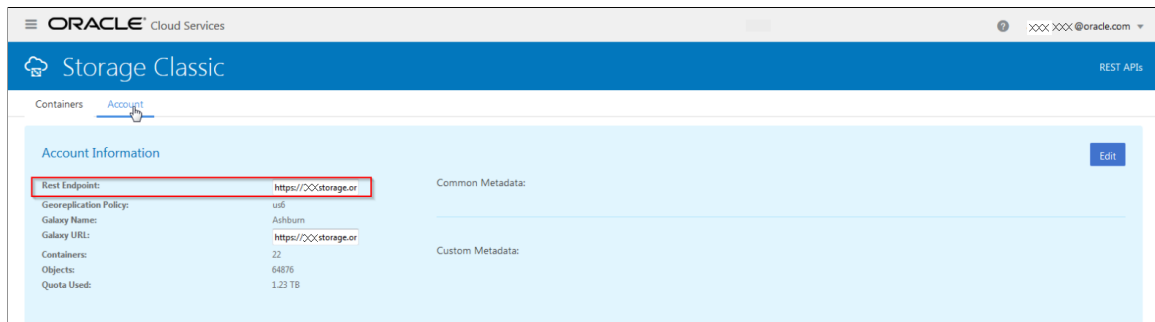 ORACLE Cloud Services
XXX XXX @oracle.com
Storage Classic
REST APIs
Containers Account
Account Information
Edit
Rest Endpoint: https://XXstorage.or
Common Metadata:
Georeplication Policy: us6
Galaxy Name: Ashburn
Galaxy URL: https://XXstorage.or
Custom Metadata:
Containers: 22
Objects: 64876
Quota Used: 1.23 TB